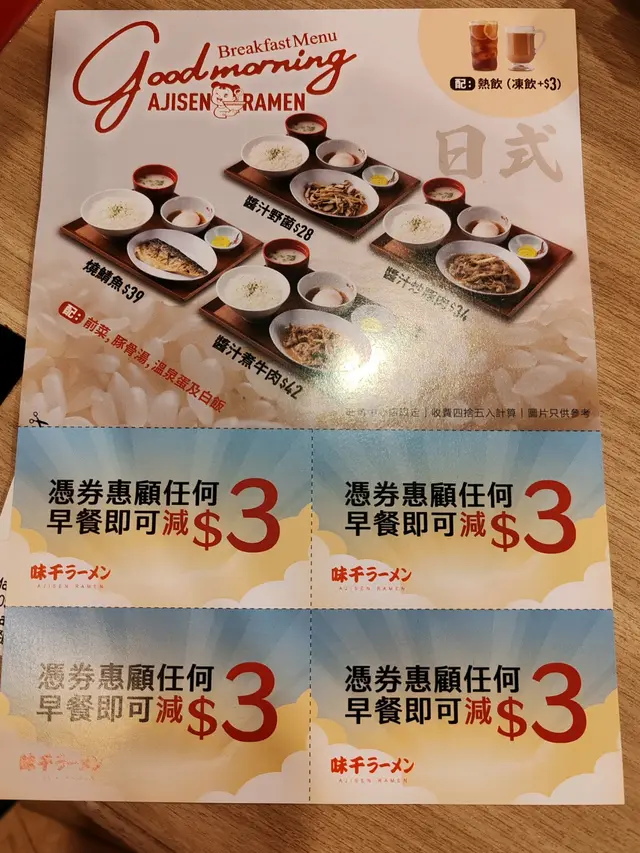 Breakfast Menu
Good morning
AJISEN RAMEN
配: 熱飲 (凍飲+$3)
日式
醬汁野菌$28
燒鯖魚$39
醬汁煮牛肉$42
配: 前菜, 豚骨湯, 溫泉蛋及白飯
收費四捨五入計算 | 圖片只供參考
憑券惠顧任何
早餐即可減$3
味千ラーメン
AJISEN RAMEN
憑券惠顧任何
早餐即可減$3
味千ラーメン
AJISEN RAMEN
憑券惠顧任何
早餐即可減$3
味千ラーメン
憑券惠顧任何
早餐即可減$3
味千ラーメン
AJISEN RAMEN